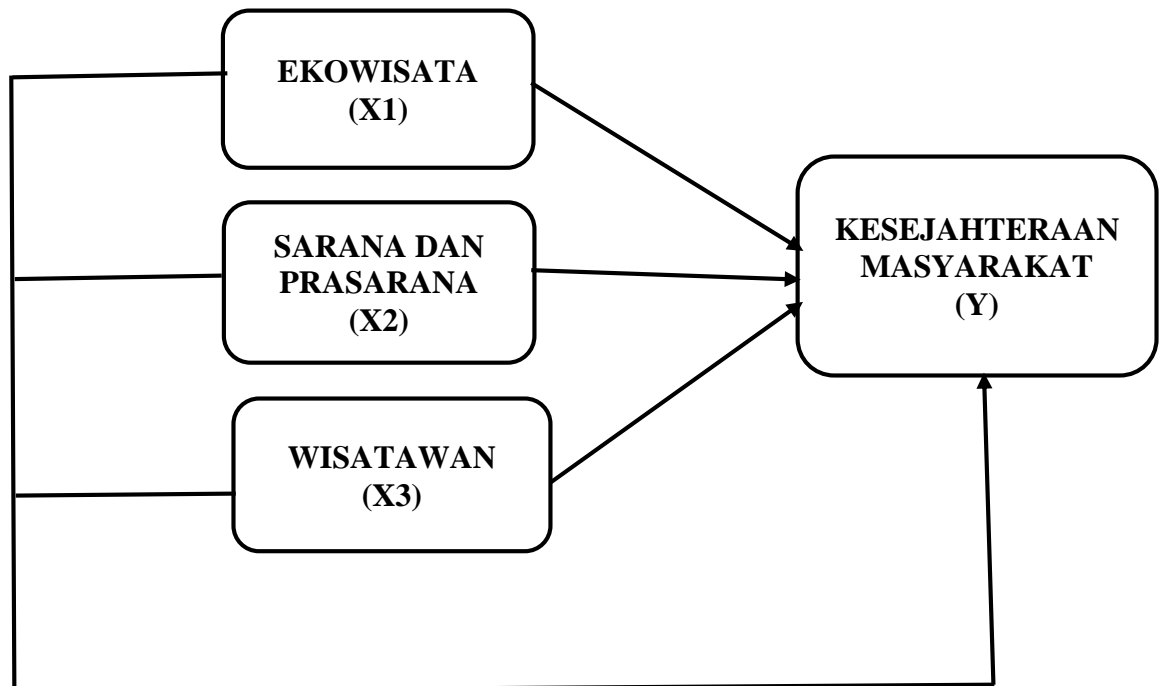 EKOWISATA
(X1)
SARANA DAN
PRASARANA
(X2)
WISATAWAN
(X3)
KESEJAHTERAAN
MASYARAKAT
(Y)